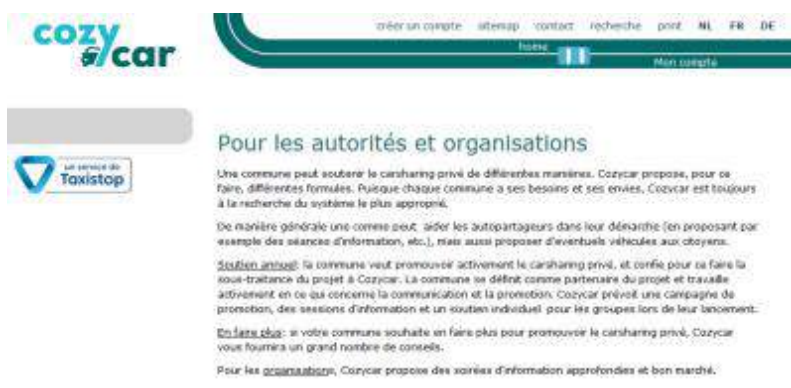 cozy car
créer un compte sitemap contact recherche print NL FR DE
home
Mon compte
un service de
Taxistop
Pour les autorités et organisations
Une commune peut soutenir le carsharing privé de différentes manières. Cozycar propose, pour ce
faire, différentes formules. Puisque chaque commune a ses besoins et ses envies, Cozycar est toujours
à la recherche du système le plus approprié.
De manière générale une comme peut aider les autopartageurs dans leur démarche (en proposant par
exemple des séances d'information, etc.), mais aussi proposer d'eventuels véhicules aux citoyens.
Soutien annuel: la commune veut promouvoir activement le carsharing privé, et confie pour ce faire la
sous-traitance du projet à Cozycar. La commune se définit comme partenaire du projet et travaille
activement en ce qui concerne la communication et la promotion. Cozycar prévoit une campagne de
promotion, des sessions d'information et un soutien individuel pour les groupes lors de leur lancement.
En faire plus: si votre commune souhaite en faire plus pour promouvoir le carsharing privé, Cozycar
vous fournira un grand nombre de conseils.
Pour les organisations, Cozycar propose des soirées d'information approfondies et bon marché.